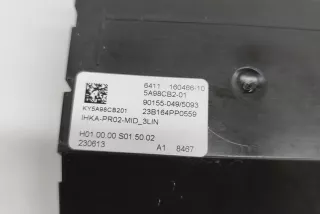 6411 160466-10
5A98CB2-01
90155-049/5093
KY5A98CB201 23B164PP0559
IHKA-PR02-MID_3LIN
H01.00.00 S01.50.02
230613 A1 8467